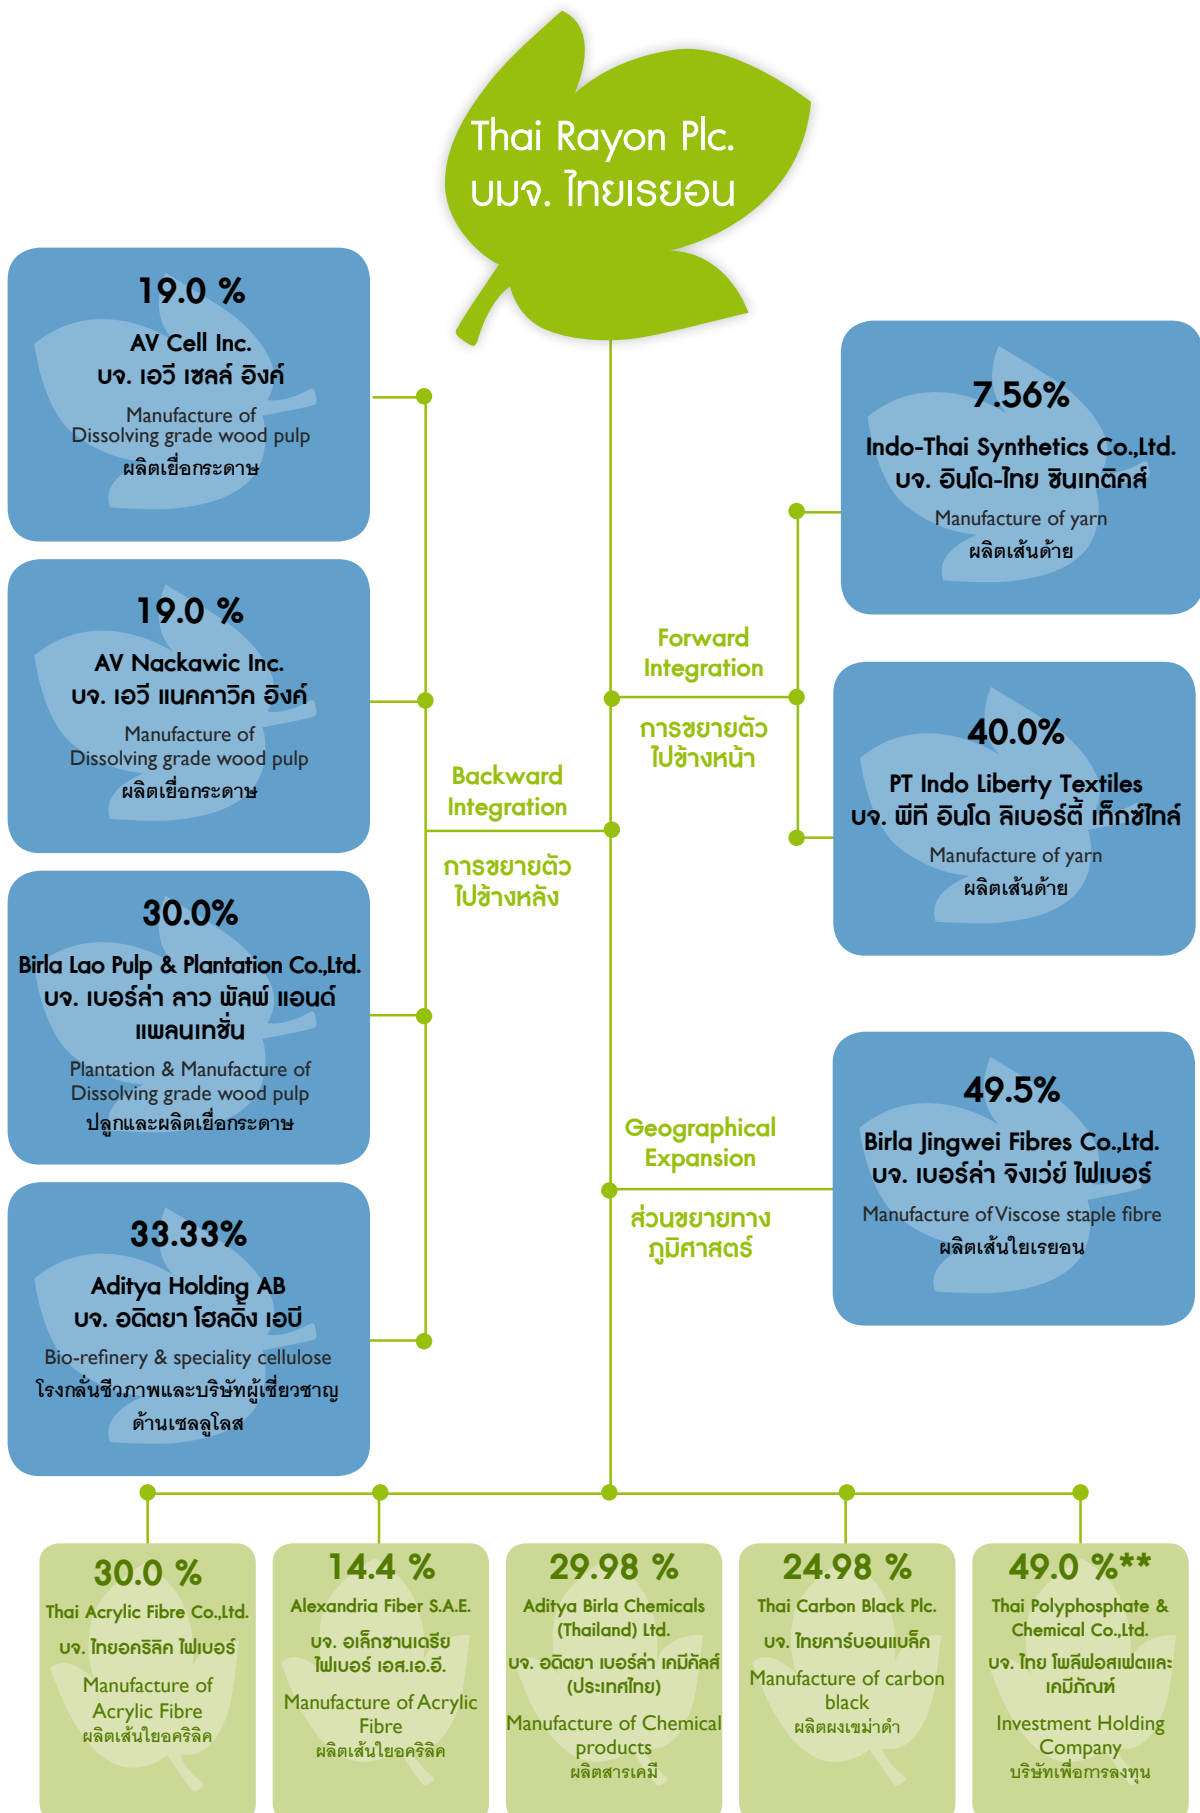 Thai Rayon Plc.
บมจ. ไทยเรยอน
19.0 %
AV Cell Inc.
บจ. เอวี เซลล์ อิงค์
Manufacture of
Dissolving grade wood pulp
ผลิตเยื่อกระดาษ
19.0 %
AV Nackawic Inc.
บจ. เอวี แนคคาวิค อิงค์
Manufacture of
Dissolving grade wood pulp
ผลิตเยื่อกระดาษ
30.0%
Birla Lao Pulp & Plantation Co.,Ltd.
บจ. เบอร์ล่า ลาว พัลพ์ แอนด์
แพลนเทชั่น
Plantation & Manufacture of
Dissolving grade wood pulp
ปลูกและผลิตเยื่อกระดาษ
33.33%
Aditya Holding AB
บจ. อดิตยา โฮลดิ้ง เอบี
Bio-refinery & speciality cellulose
โรงกลั่นชีวภาพและบริษัทผู้เชี่ยวชาญ
ด้านเซลลูโลส
Backward
Integration
การขยายตัว
ไปข้างหลัง
Forward
Integration
การขยายตัว
ไปข้างหน้า
7.56%
Indo-Thai Synthetics Co.,Ltd.
บจ. อินโด-ไทย ซินเทติคส์
Manufacture of yarn
ผลิตเส้นด้าย
40.0%
PT Indo Liberty Textiles
บจ. พีที อินโด ลิเบอร์ตี้ เท็กซ์ไทล์
Manufacture of yarn
ผลิตเส้นด้าย
Geographical
Expansion
ส่วนขยายทาง
ภูมิศาสตร์
49.5%
Birla Jingwei Fibres Co.,Ltd.
บจ. เบอร์ล่า จิงเว่ย์ ไฟเบอร์
Manufacture of Viscose staple fibre
ผลิตเส้นใยเรยอน
30.0 %
Thai Acrylic Fibre Co.,Ltd.
บจ. ไทยอคริลิค ไฟเบอร์
Manufacture of
Acrylic Fibre
ผลิตเส้นใยอคริลิค
14.4 %
Alexandria Fiber S.A.E.
บจ. อเล็กซานเดรีย
ไฟเบอร์ เอส.เอ.อี.
Manufacture of Acrylic
Fibre
ผลิตเส้นใยอคริลิค
29.98 %
Aditya Birla Chemicals
(Thailand) Ltd.
บจ. อดิตยา เบอร์ล่า เคมีคัลส์
(ประเทศไทย)
Manufacture of Chemical
products
ผลิตสารเคมี
24.98 %
Thai Carbon Black Plc.
บจ. ไทยคาร์บอนแบล็ค
Manufacture of carbon
black
ผลิตผงเขม่าดำ
49.0 %**
Thai Polyphosphate &
Chemical Co.,Ltd.
บจ. ไทย โพลีฟอสเฟตและ
เคมีภัณฑ์
Investment Holding
Company
บริษัทเพื่อการลงทุน